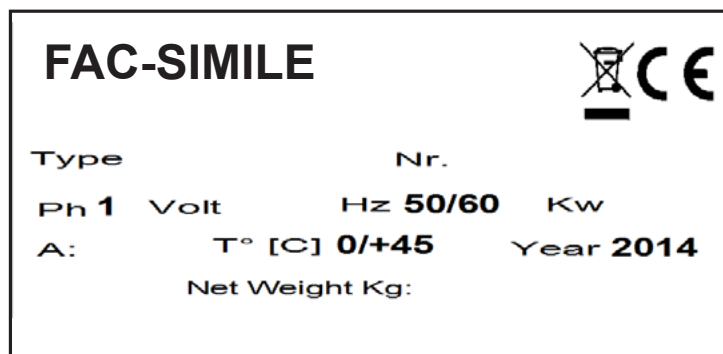 FAC-SIMILE
CE
Type Nr.
Ph 1 Volt Hz 50/60 Kw
A: T° [C] 0/+45 Year 2014
Net Weight Kg: